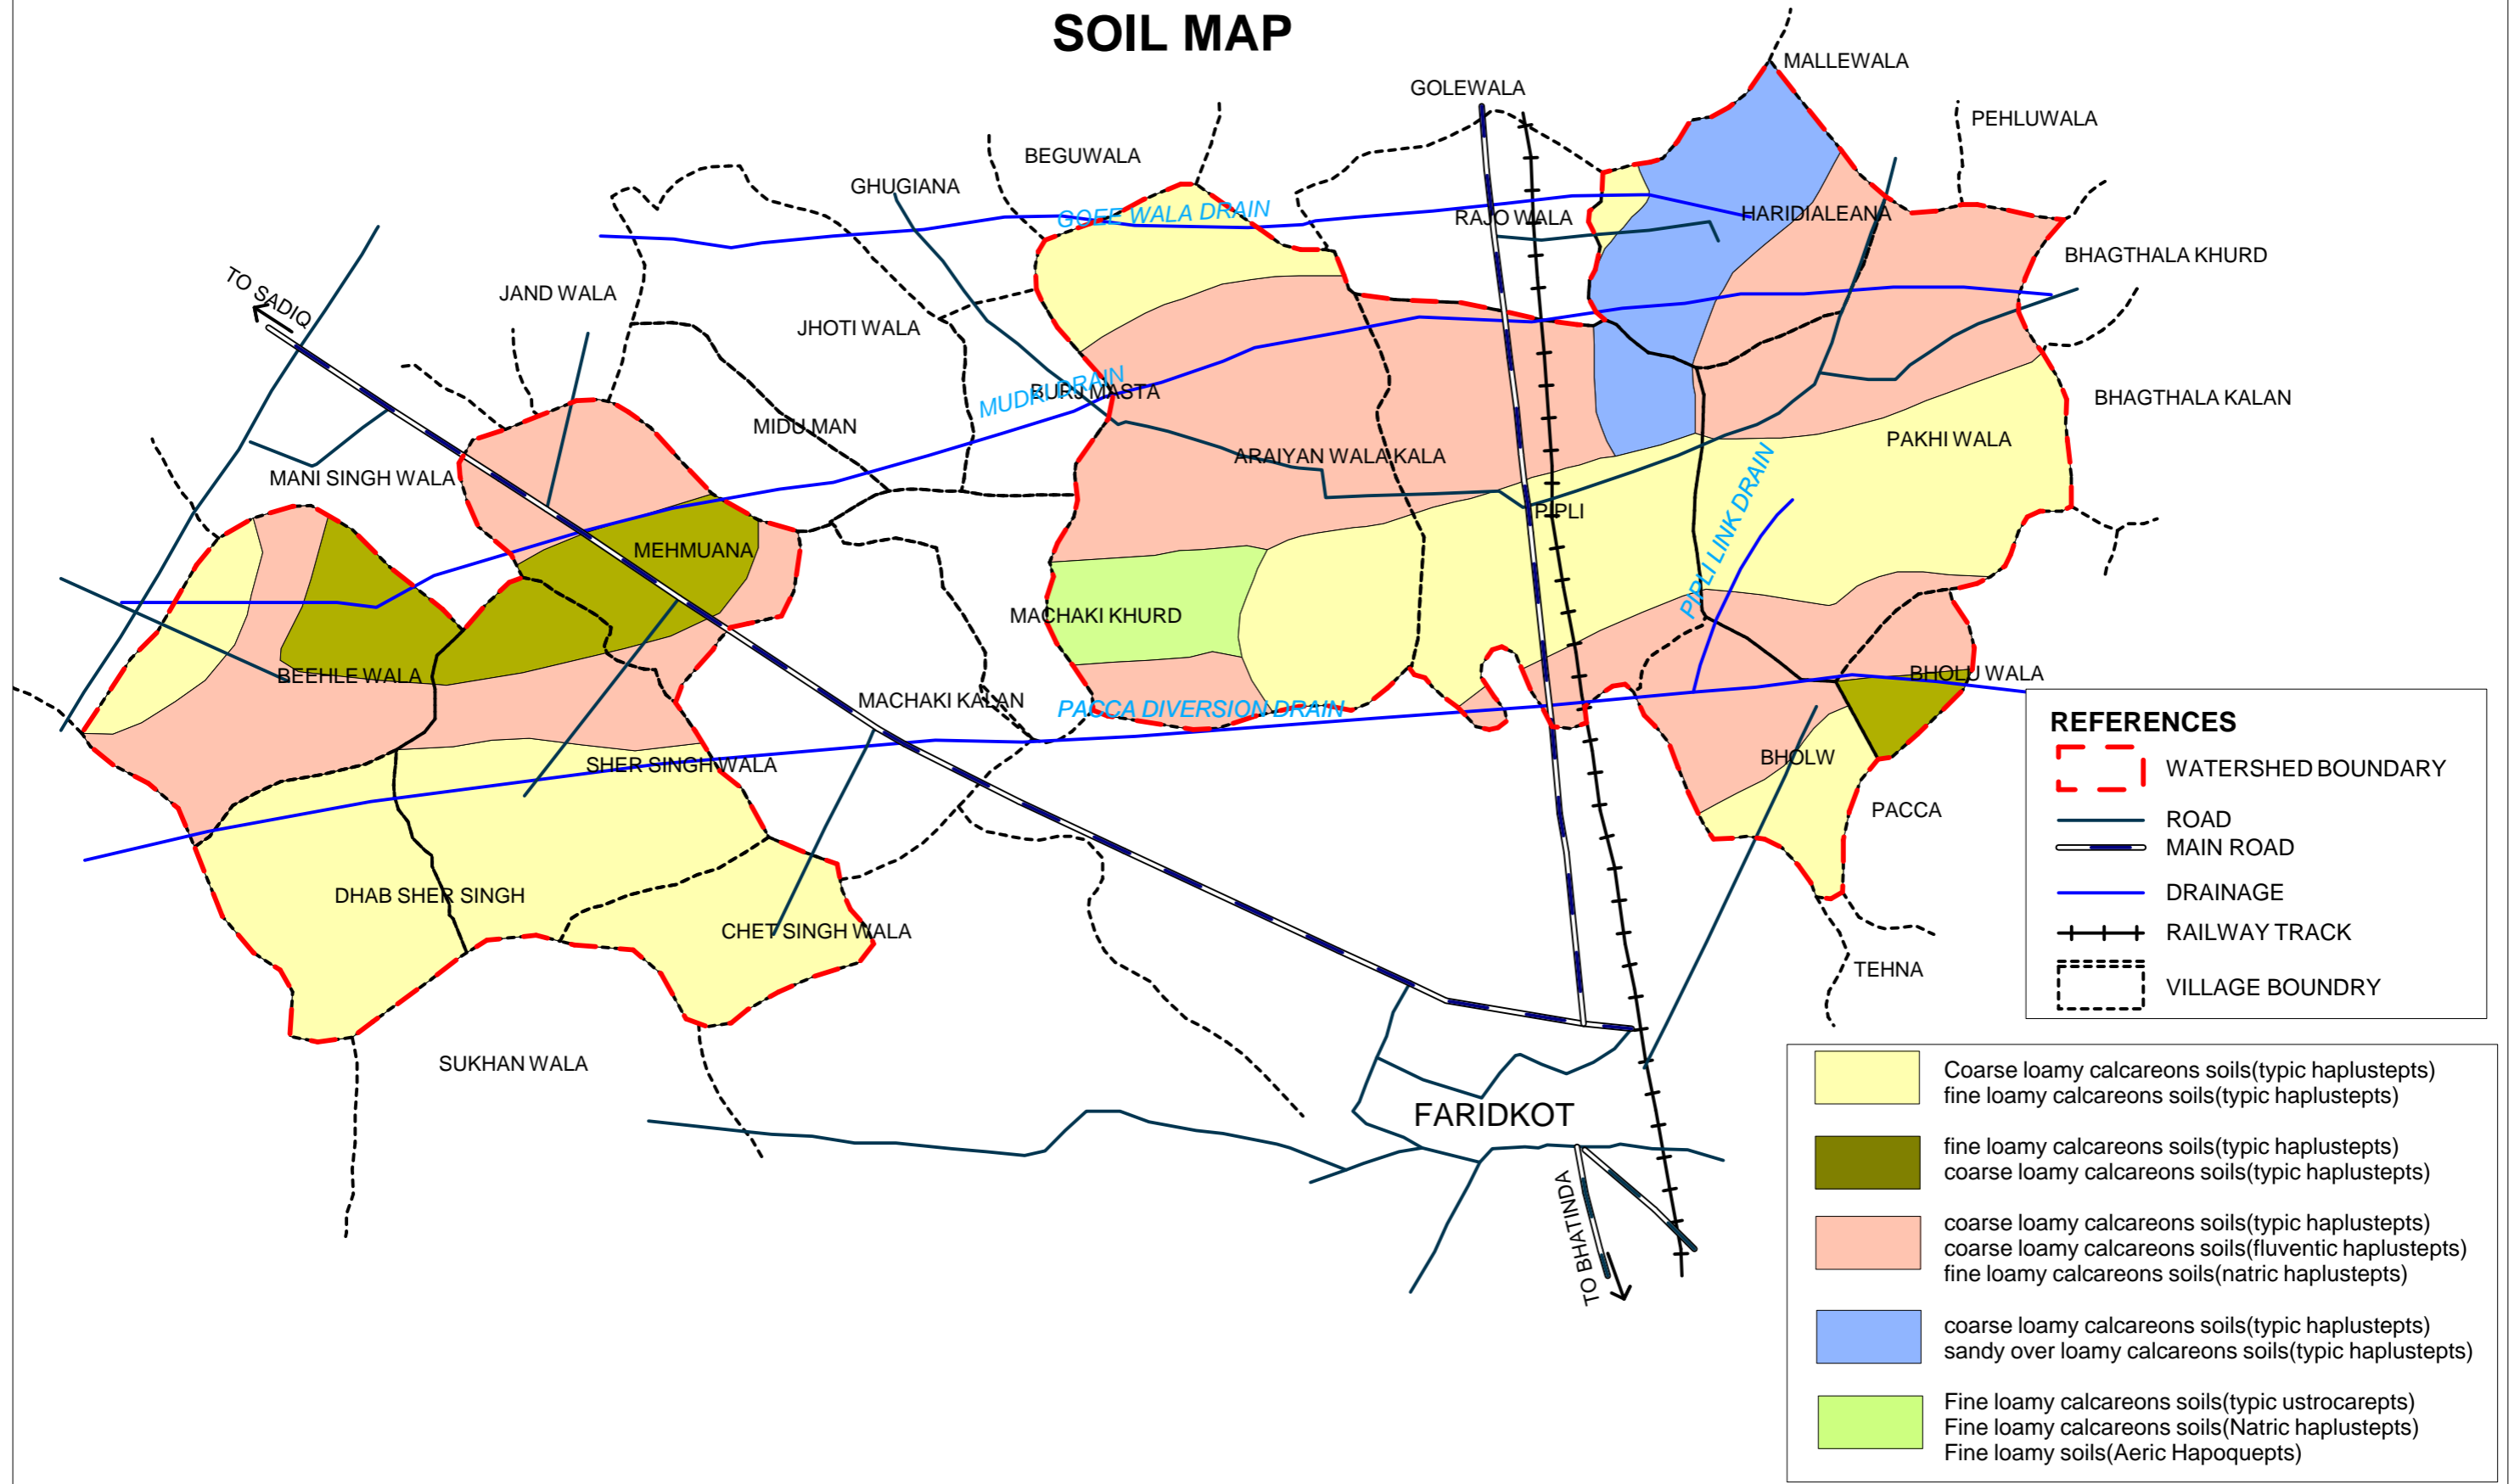 SOIL MAP
MALLEWALA
GOLEWALA
PEHLUWALA
BEGUWALA
GHUGIANA
GOEE WALA DRAIN
RAJO WALA
HARIDIALEANA
BHAGTHALA KHURD
TO SADIQ
JAND WALA
JHOTI WALA
MUDRI DRAIN
BURJ MASTA
BHAGTHALA KALAN
MIDU MAN
PAKHI WALA
ARAIYAN WALA KALA
MANI SINGH WALA
PIPLI
PIPLI LINK DRAIN
MEHMUANA
MACHAKI KHURD
BEEHLE WALA
BHOLU WALA
MACHAKI KALAN
PACCA DIVERSION DRAIN
SHER SINGH WALA
BHOLW
PACCA
DHAB SHER SINGH
CHET SINGH WALA
TEHNA
SUKHAN WALA
FARIDKOT
TO BHATINDA
REFERENCES
WATERSHED BOUNDARY
ROAD
MAIN ROAD
DRAINAGE
RAILWAY TRACK
VILLAGE BOUNDRY
Coarse loamy calcareons soils(typic haplustepts)
fine loamy calcareons soils(typic haplustepts)
fine loamy calcareons soils(typic haplustepts)
coarse loamy calcareons soils(typic haplustepts)
coarse loamy calcareons soils(typic haplustepts)
coarse loamy calcareons soils(fluventic haplustepts)
fine loamy calcareons soils(natric haplustepts)
coarse loamy calcareons soils(typic haplustepts)
sandy over loamy calcareons soils(typic haplustepts)
Fine loamy calcareons soils(typic ustrocarepts)
Fine loamy calcareons soils(Natric haplustepts)
Fine loamy soils(Aeric Hapoquepts)